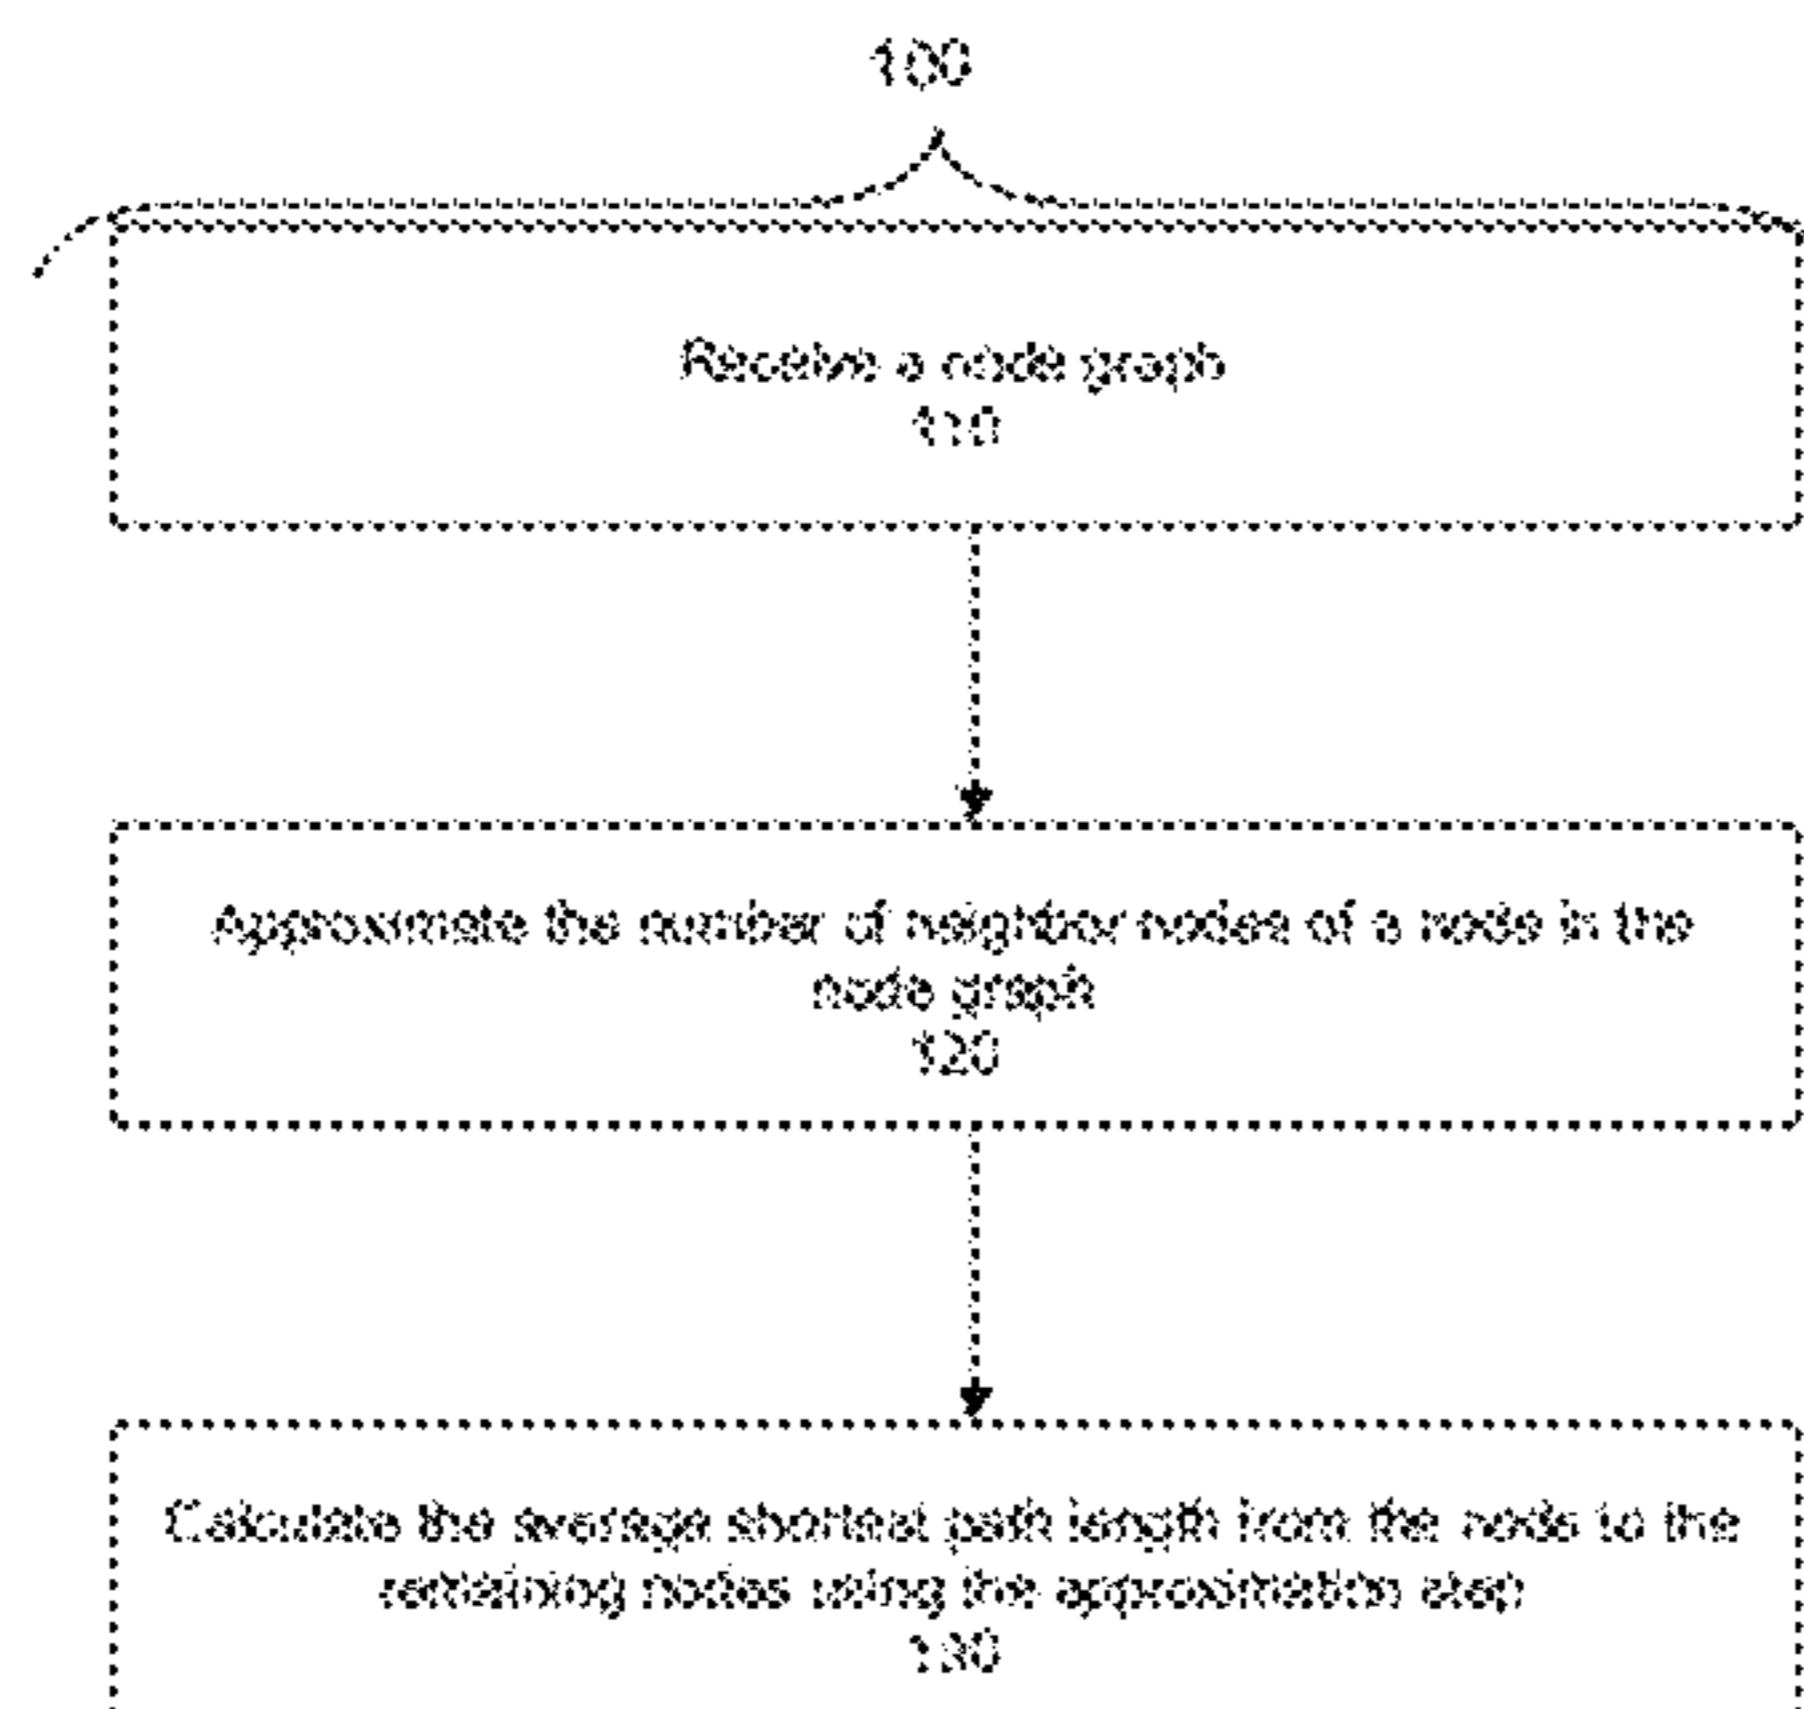 100
Receive a node graph
110
Approximate the number of neighbor nodes of a node in the
node graph
120
Calculate the average shortest path length from the node to the
remaining nodes using the approximation step
130